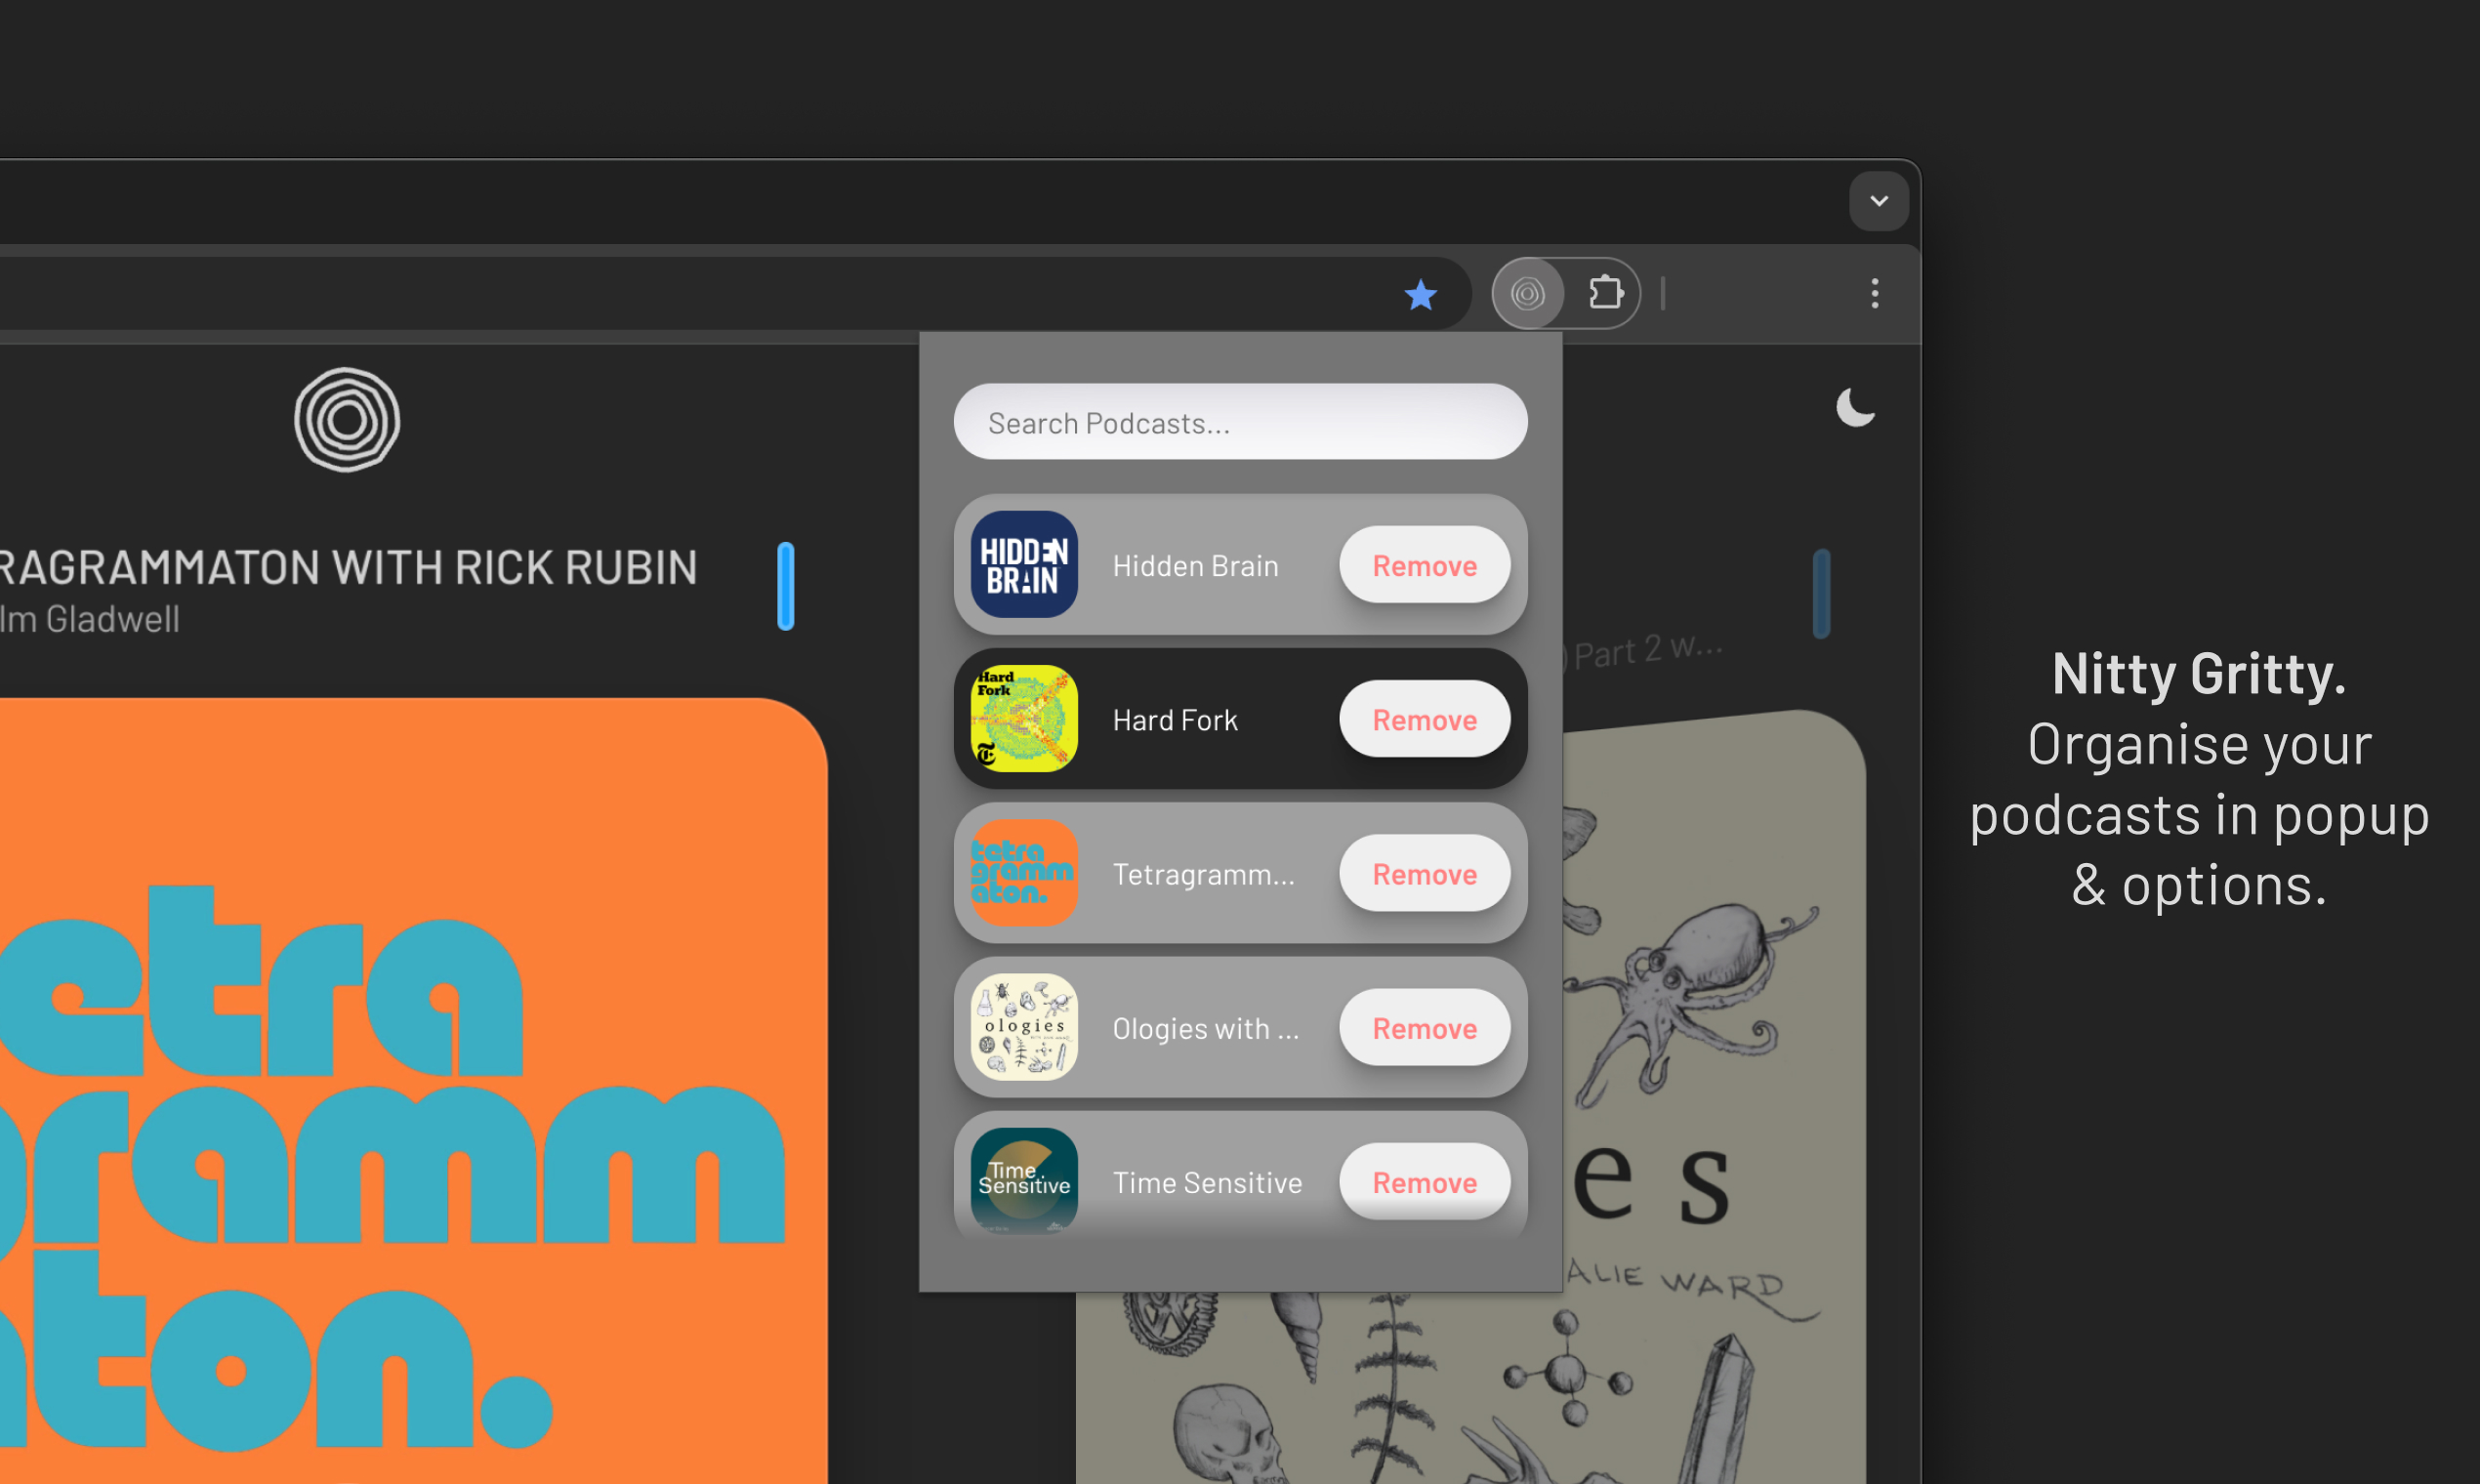 RAGRAMMATON WITH RICK RUBIN
lm Gladwell
etra
gramm
aton.
Search Podcasts...
HIDDEN
BRAIN
Hidden Brain
Remove
Hard
Fork
Hard Fork
Remove
tetra
gramm
aton.
Tetragramm...
Remove
ologies
Ologies with ...
Remove
Time
Sensitive
Time Sensitive
Remove
) Part 2 w...
es
ALIE WARD
Nitty Gritty.
Organise your
podcasts in popup
& options.